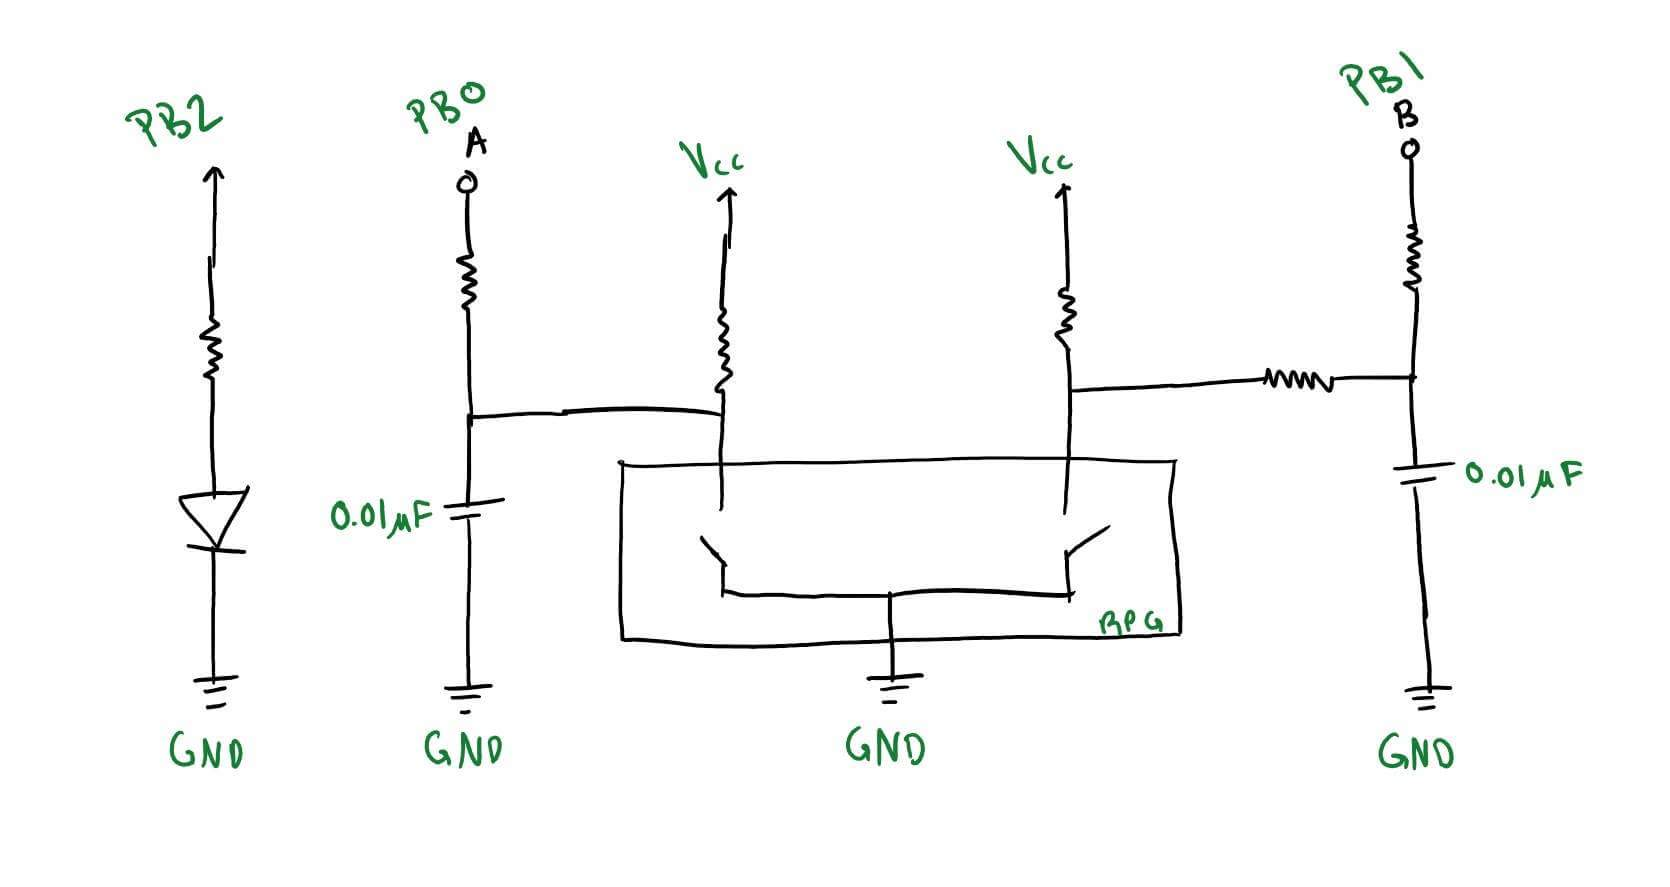 PB2
PB0
A
Vcc
Vcc
PB1
B
0.01μF
0.01μF
RPG
GND
GND
GND
GND